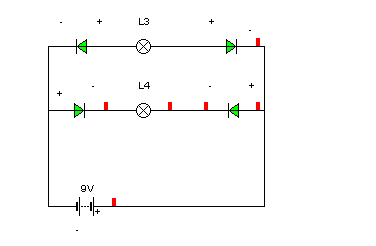 - + L3 + -
+ - L4 - +
9V
+
-